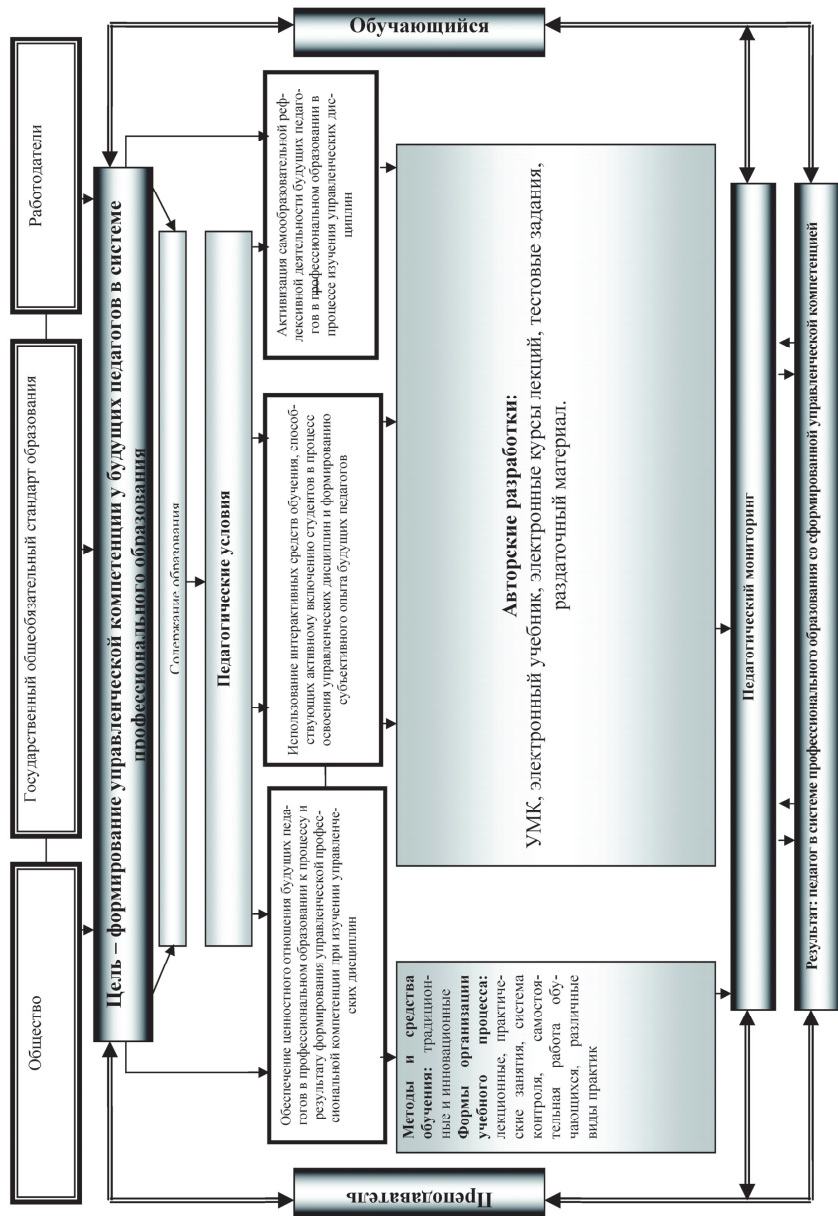 Общество
Государственный общеобязательный стандарт образования
Работодатели
Цель – формирование управленческой компетенции у будущих педагогов в системе
профессионального образования
Содержание образования
Педагогические условия
Обеспечение ценностного отношения будущих педа-
гогов в профессиональном образовании к процессу и
результату формирования управленческой профес-
сиональной компетенции при изучении управленче-
ских дисциплин
Использование интерактивных средств обучения, способ-
ствующих активному включению студентов в процесс
освоения управленческих дисциплин и формированию
субъективного опыта будущих педагогов
Активизация самообразовательной реф-
лексивной деятельности будущих педаго-
гов в профессиональном образовании в
процессе изучения управленческих дис-
циплин
Преподаватель
Обучающийся
Методы и средства
обучения: традицион-
ные и инновационные
Формы организации
учебного процесса:
лекционные, практиче-
ские занятия, система
контроля, самостоя-
тельная работа обу-
чающихся, различные
виды практик
Авторские разработки:
УМК, электронный учебник, электронные курсы лекций, тестовые задания,
раздаточный материал.
Педагогический мониторинг
Результат: педагог в системе профессионального образования со сформированной управленческой компетенцией